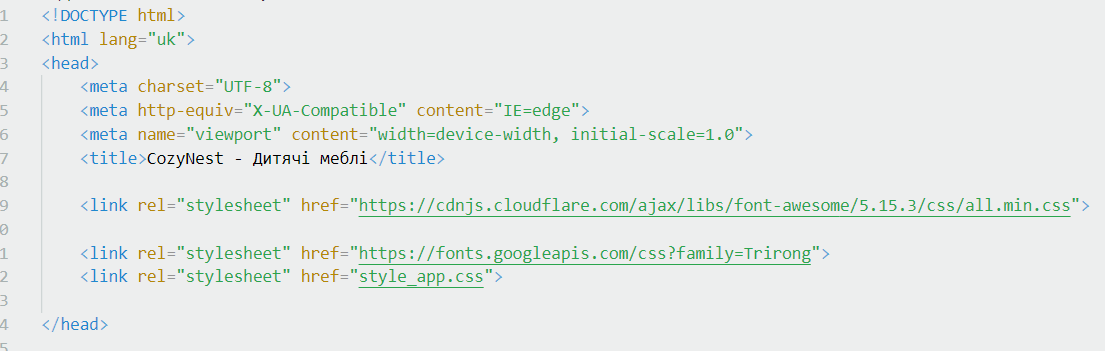 1 <!DOCTYPE html>
2 <html lang="uk">
3 <head>
4 <meta charset="UTF-8">
5 <meta http-equiv="X-UA-Compatible" content="IE=edge">
6 <meta name="viewport" content="width=device-width, initial-scale=1.0">
7 <title>CozyNest - Дитячі меблі</title>
8
9 <link rel="stylesheet" href="https://cdnjs.cloudflare.com/ajax/libs/font-awesome/5.15.3/css/all.min.css">
0
1 <link rel="stylesheet" href="https://fonts.googleapis.com/css?family=Trirong">
2 <link rel="stylesheet" href="style_app.css">
3
4 </head>
5